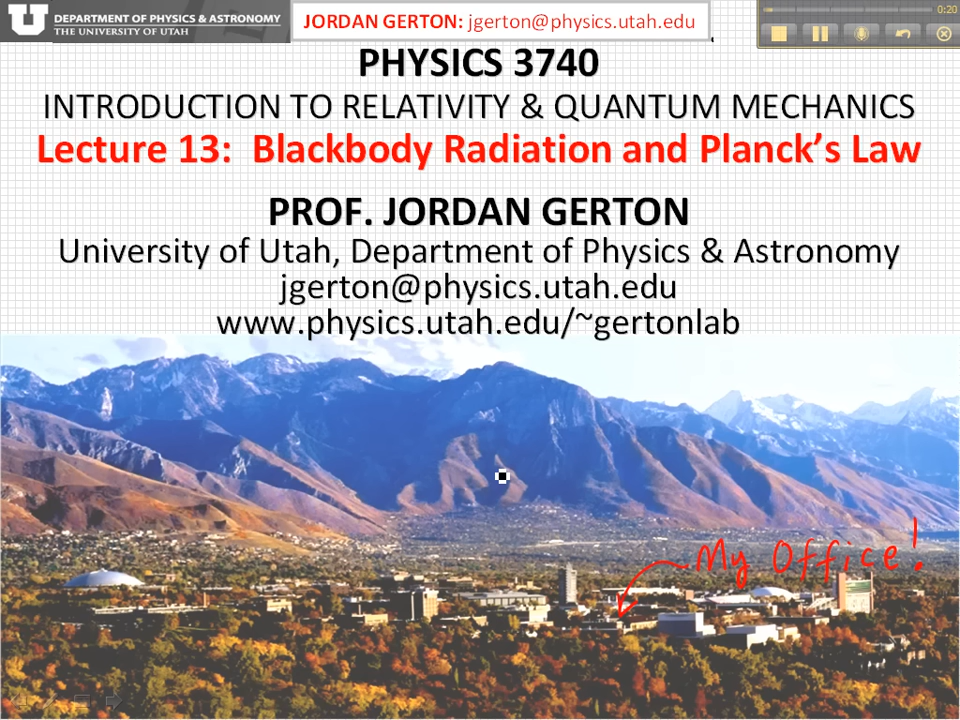 U DEPARTMENT OF PHYSICS & ASTRONOMY
THE UNIVERSITY OF UTAH
JORDAN GERTON: jgerton@physics.utah.edu
0:20
PHYSICS 3740
INTRODUCTION TO RELATIVITY & QUANTUM MECHANICS
Lecture 13: Blackbody Radiation and Planck's Law
PROF. JORDAN GERTON
University of Utah, Department of Physics & Astronomy
jgerton@physics.utah.edu
www.physics.utah.edu/~gertonlab
My Office!